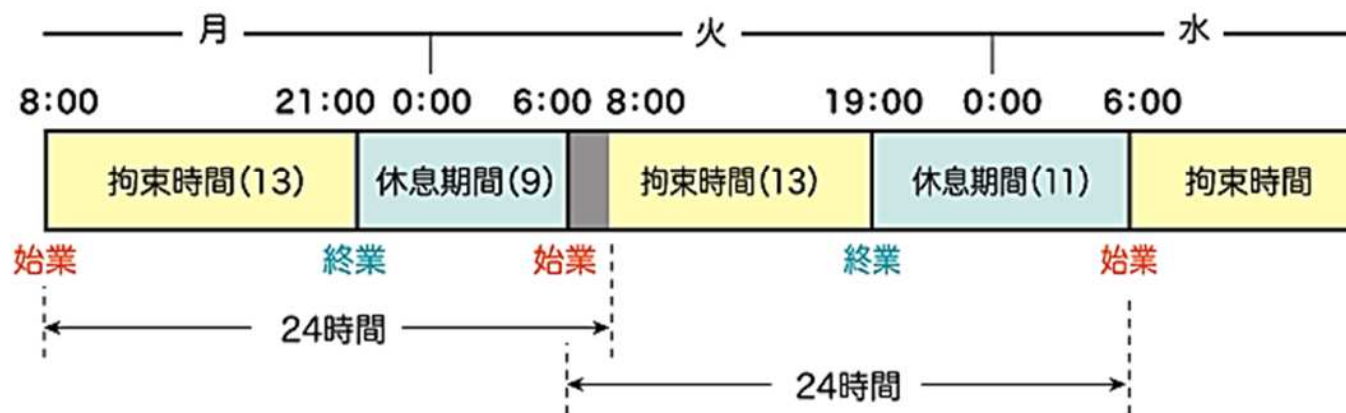 月 火 水
8:00 21:00 0:00 6:00 8:00 19:00 0:00 6:00
拘束時間(13) 休息期間(9) 拘束時間(13) 休息期間(11) 拘束時間
始業 終業 始業 終業 始業
24時間
24時間